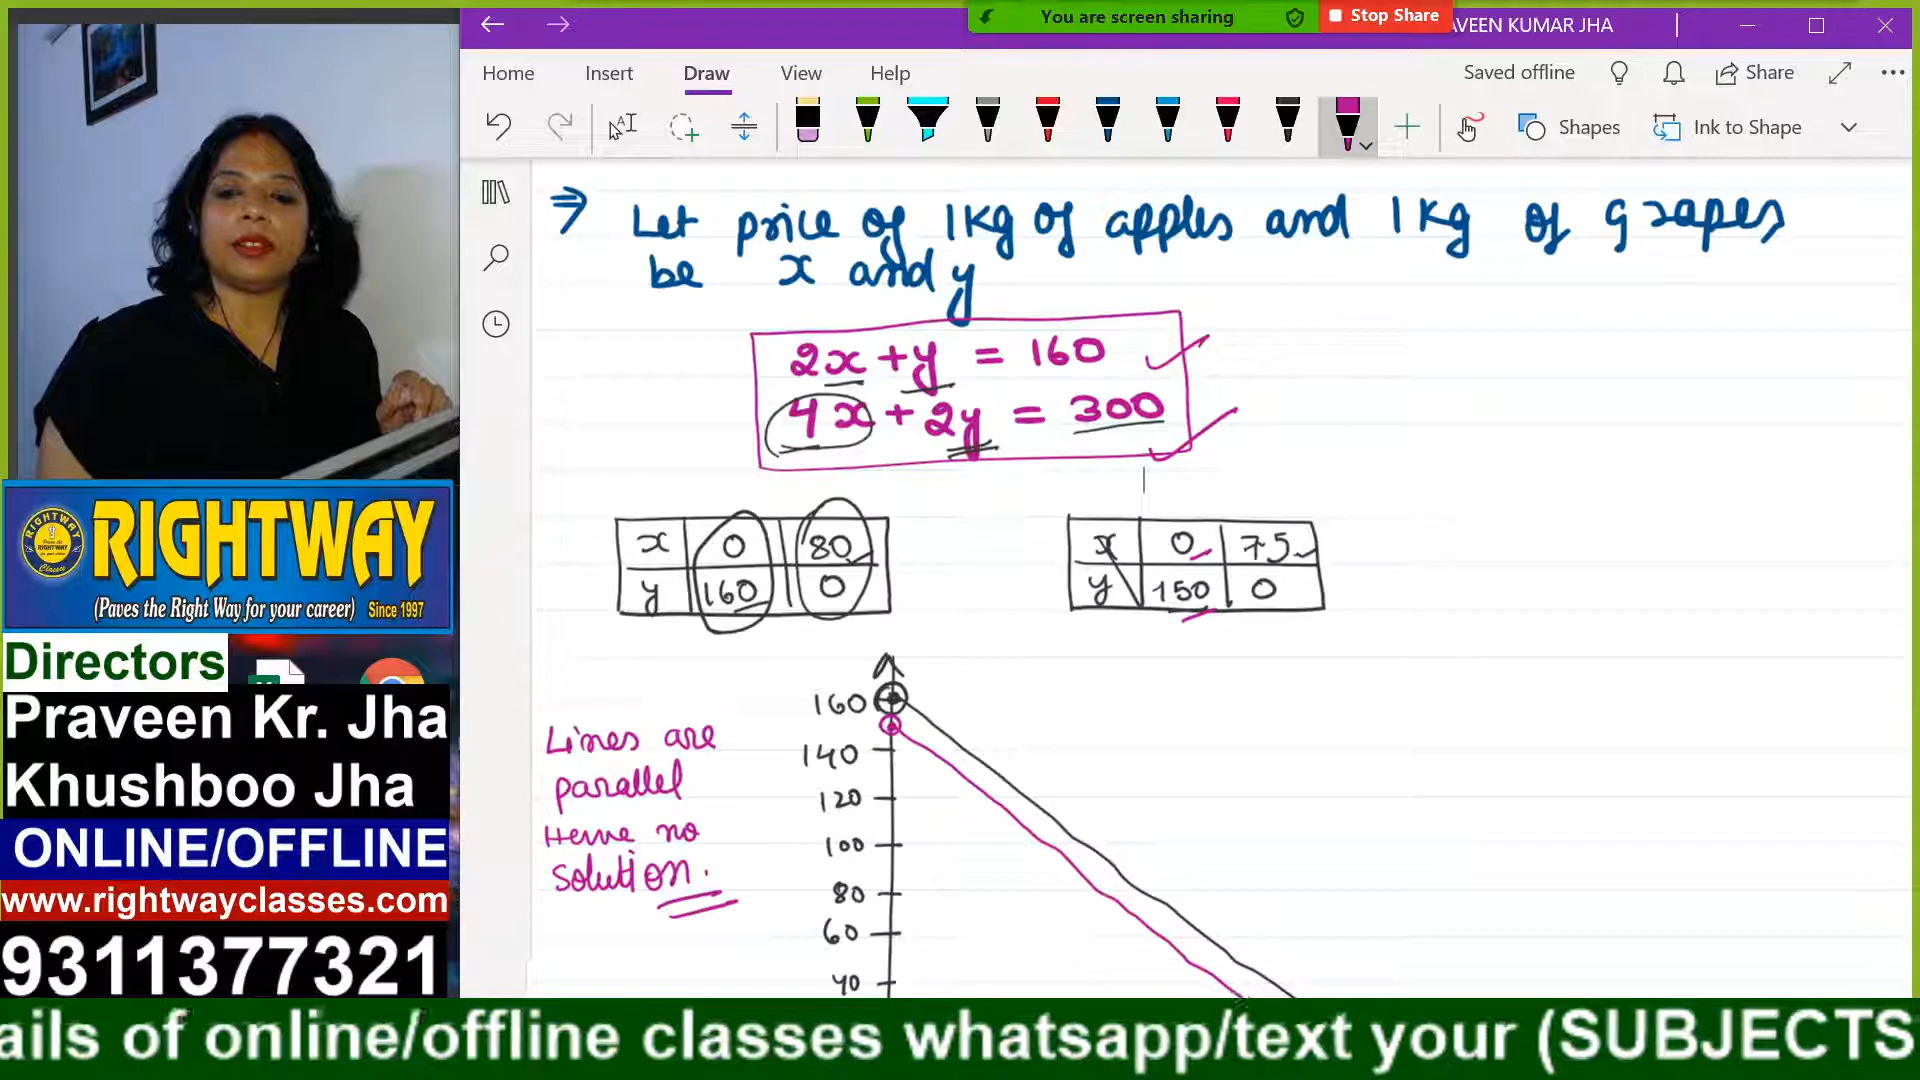 You are screen sharing
Stop Share
AVEEN KUMAR JHA
Home Insert Draw View Help
Saved offline
Share
Shapes
Ink to Shape
⇒ Let price of 1kg of apples and 1kg of grapes
be x and y
2x + y = 160
4x + 2y = 300
x 0 80
y 160 0
x 0 75
y 150 0
160
140
120
100
80
60
40
Lines are
parallel
Hence no
solution.
RIGHTWAY
(Paves the Right Way for your career) Since 1997
Directors
Praveen Kr. Jha
Khushboo Jha
ONLINE/OFFLINE
www.rightwayclasses.com
9311377321
ails of online/offline classes whatsapp/text your (SUBJECTS